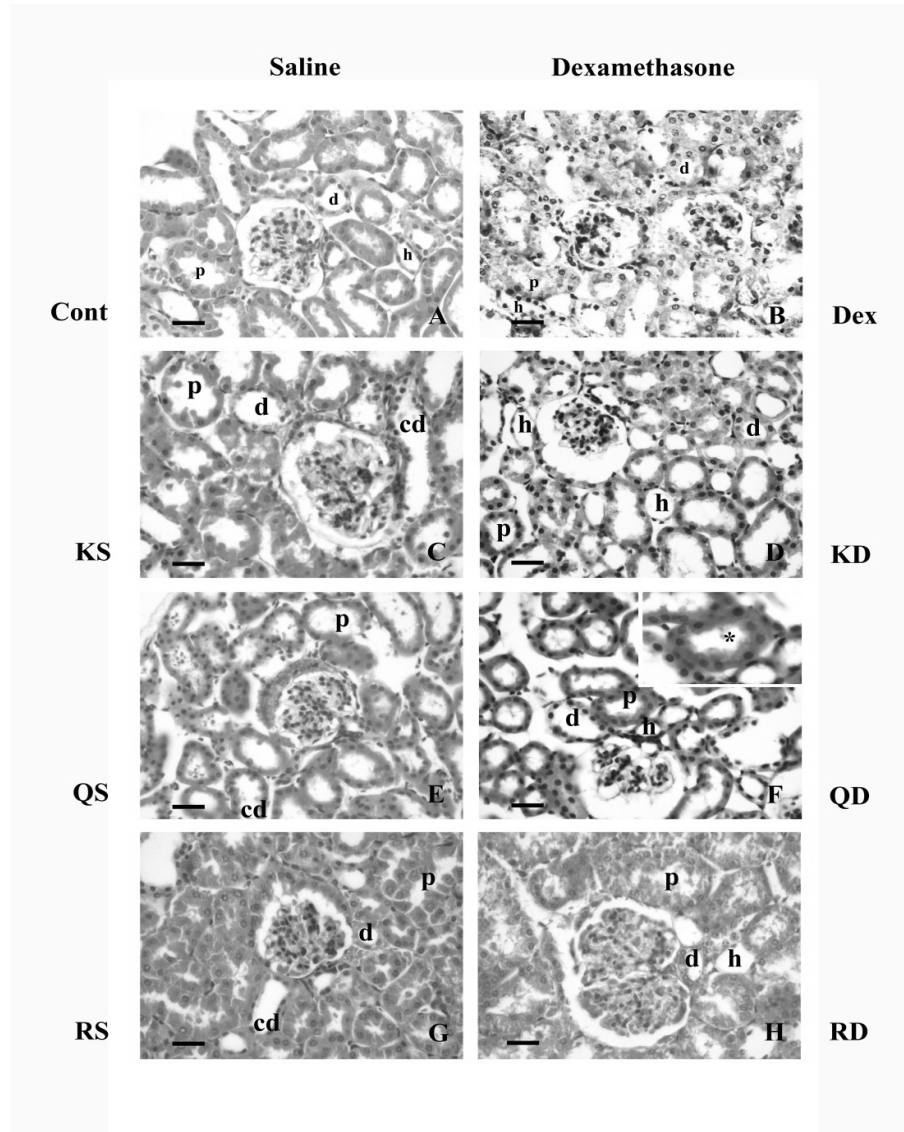 Saline Dexamethasone
d d
p h p
h
Cont A B Dex
p d cd h d
h
p
KS C D KD
p *
p
d h
QS cd E F QD
p p
d d h
cd
RS G H RD